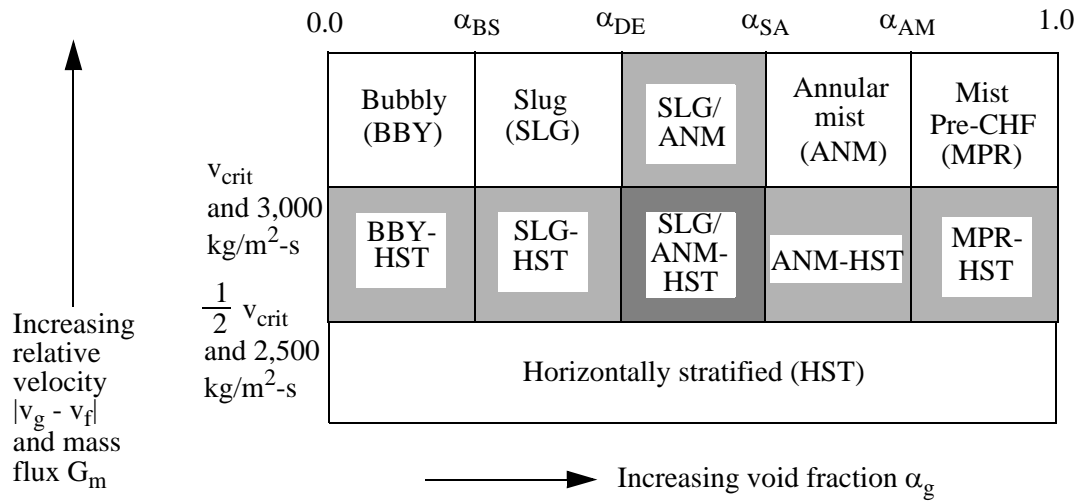 0.0 α_BS α_DE α_SA α_AM 1.0
Bubbly
(BBY)
Slug
(SLG)
SLG/
ANM
Annular
mist
(ANM)
Mist
Pre-CHF
(MPR)
v_crit
and 3,000
kg/m²-s
BBY-
HST
SLG-
HST
SLG/
ANM-
HST
ANM-HST
MPR-
HST
1/2 v_crit
and 2,500
kg/m²-s
Horizontally stratified (HST)
Increasing
relative
velocity
|v_g - v_f|
and mass
flux G_m
Increasing void fraction α_g